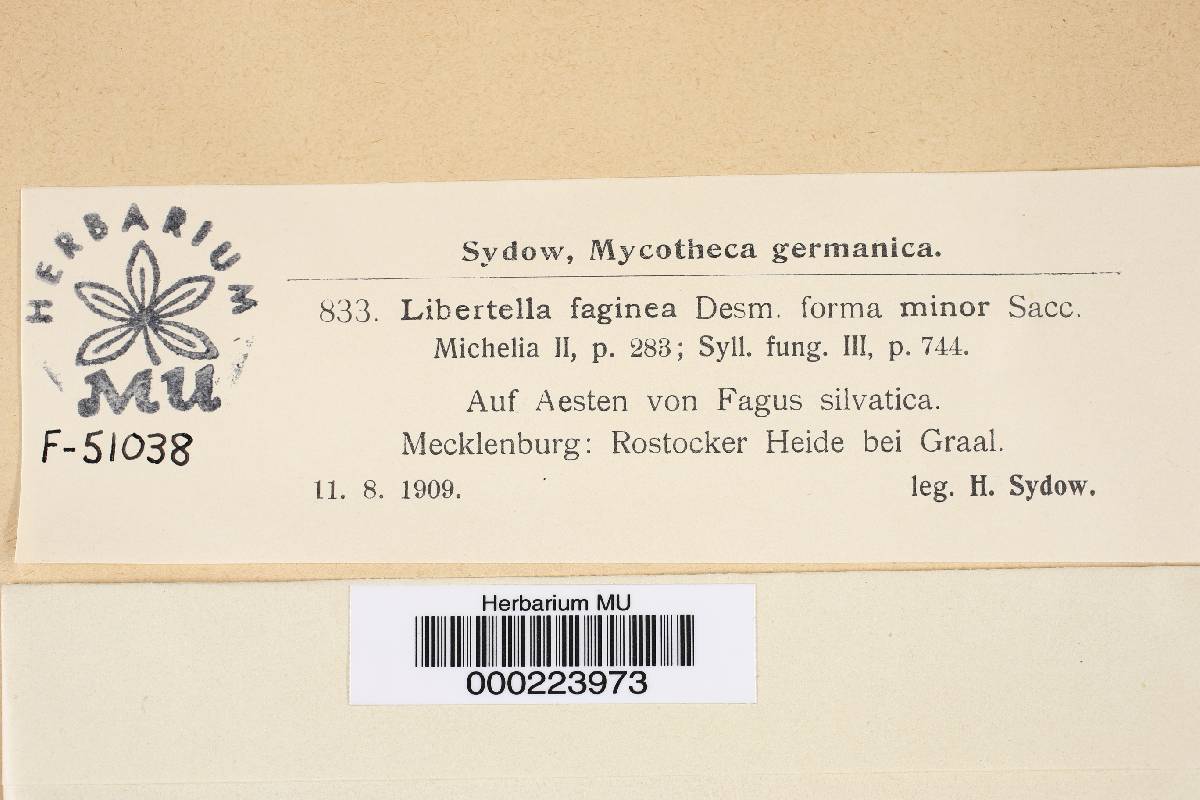 HERBARIUM
MU
F-51038
Sydow, Mycotheca germanica.
833. Libertella faginea Desm. forma minor Sacc.
Michelia II, p. 283; Syll. fung. III, p. 744.
Auf Aesten von Fagus silvatica.
Mecklenburg: Rostocker Heide bei Graal.
11. 8. 1909.
leg. H. Sydow.
Herbarium MU
000223973